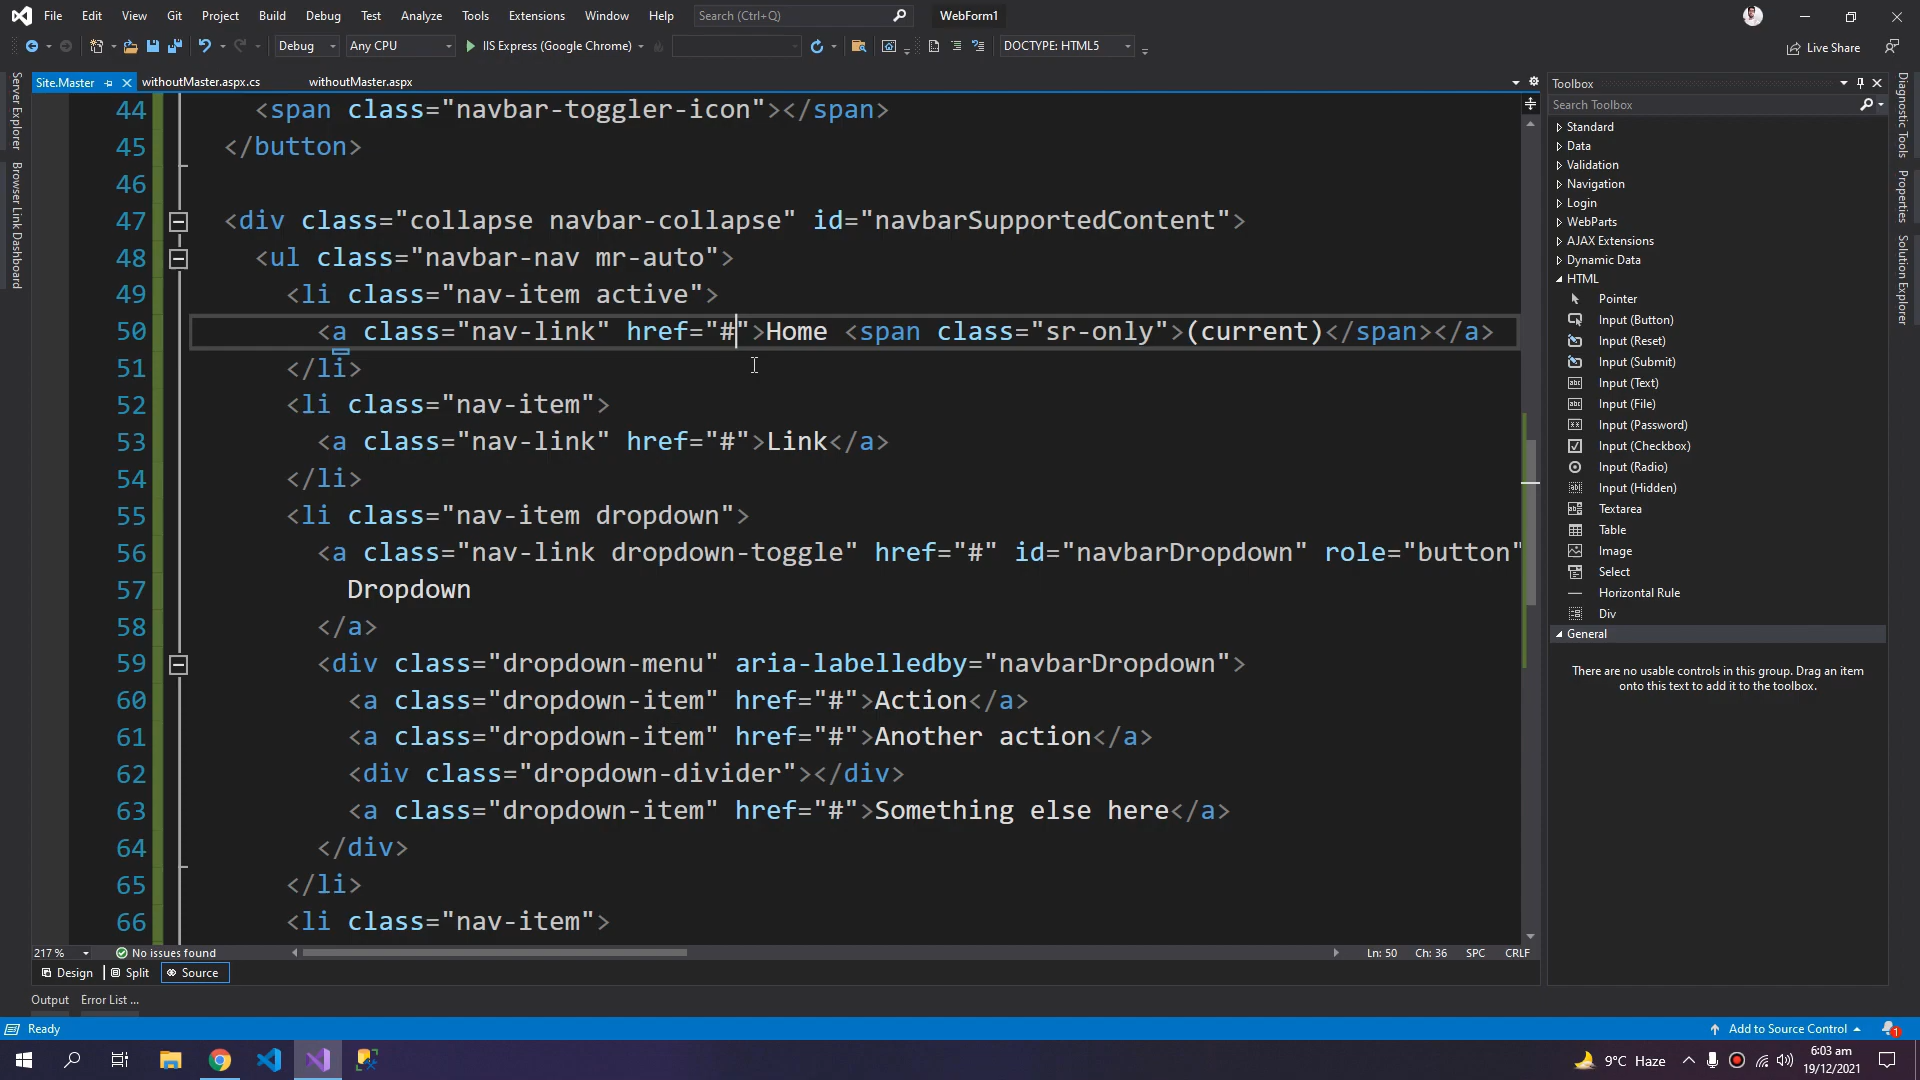 File Edit View Git Project Build Debug Test Analyze Tools Extensions Window Help Search (Ctrl+Q) WebForm1
Debug Any CPU IIS Express (Google Chrome) DOCTYPE: HTML5 Live Share
Site.Master withoutMaster.aspx.cs withoutMaster.aspx
Server Explorer
Browser Link Dashboard
44 <span class="navbar-toggler-icon"></span>
45 </button>
46
47 <div class="collapse navbar-collapse" id="navbarSupportedContent">
48 <ul class="navbar-nav mr-auto">
49 <li class="nav-item active">
50 <a class="nav-link" href="#">Home <span class="sr-only">(current)</span></a>
51 </li>
52 <li class="nav-item">
53 <a class="nav-link" href="#">Link</a>
54 </li>
55 <li class="nav-item dropdown">
56 <a class="nav-link dropdown-toggle" href="#" id="navbarDropdown" role="button"
57 Dropdown
58 </a>
59 <div class="dropdown-menu" aria-labelledby="navbarDropdown">
60 <a class="dropdown-item" href="#">Action</a>
61 <a class="dropdown-item" href="#">Another action</a>
62 <div class="dropdown-divider"></div>
63 <a class="dropdown-item" href="#">Something else here</a>
64 </div>
65 </li>
66 <li class="nav-item">
217 % No issues found Ln: 50 Ch: 36 SPC CRLF
Design Split Source
Output Error List ...
Toolbox
Search Toolbox
Standard
Data
Validation
Navigation
Login
WebParts
AJAX Extensions
Dynamic Data
HTML
Pointer
Input (Button)
Input (Reset)
Input (Submit)
Input (Text)
Input (File)
Input (Password)
Input (Checkbox)
Input (Radio)
Input (Hidden)
Textarea
Table
Image
Select
Horizontal Rule
Div
General
There are no usable controls in this group. Drag an item
onto this text to add it to the toolbox.
Diagnostic Tools
Properties
Solution Explorer
Ready Add to Source Control 1
9°C Haze 6:03 am
19/12/2021